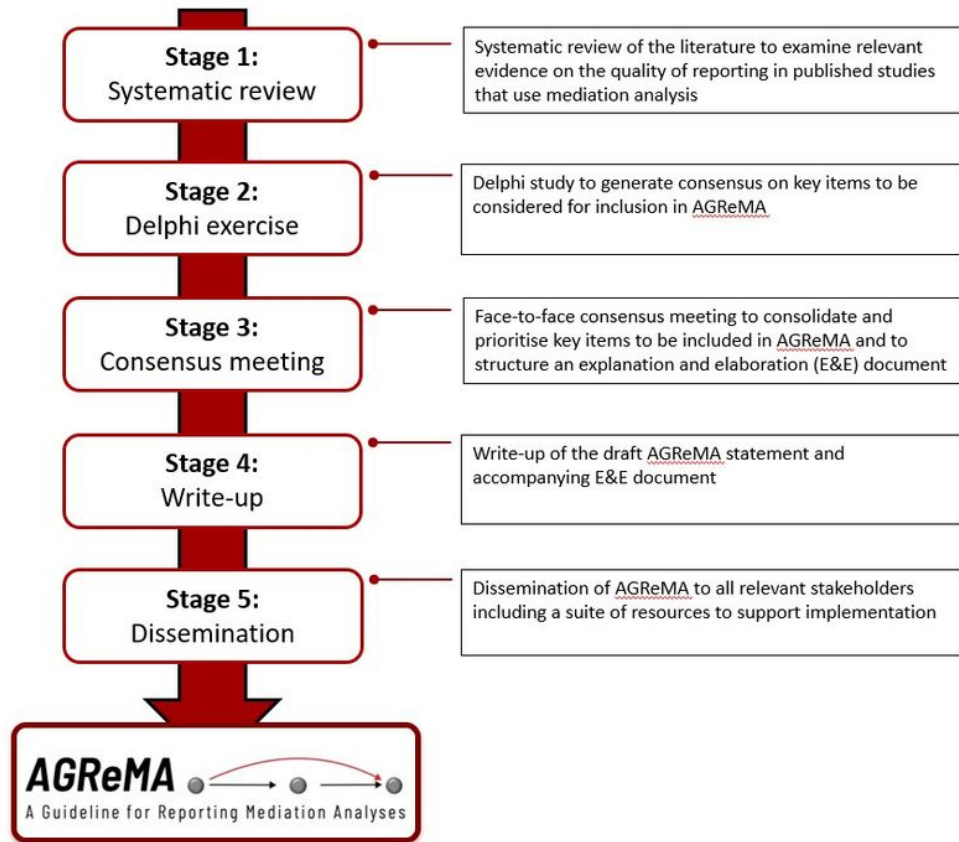 Stage 1:
Systematic review
Systematic review of the literature to examine relevant
evidence on the quality of reporting in published studies
that use mediation analysis
Stage 2:
Delphi exercise
Delphi study to generate consensus on key items to be
considered for inclusion in AGReMA
Stage 3:
Consensus meeting
Face-to-face consensus meeting to consolidate and
prioritise key items to be included in AGReMA and to
structure an explanation and elaboration (E&E) document
Stage 4:
Write-up
Write-up of the draft AGReMA statement and
accompanying E&E document
Stage 5:
Dissemination
Dissemination of AGReMA to all relevant stakeholders
including a suite of resources to support implementation
AGReMA
A Guideline for Reporting Mediation Analyses